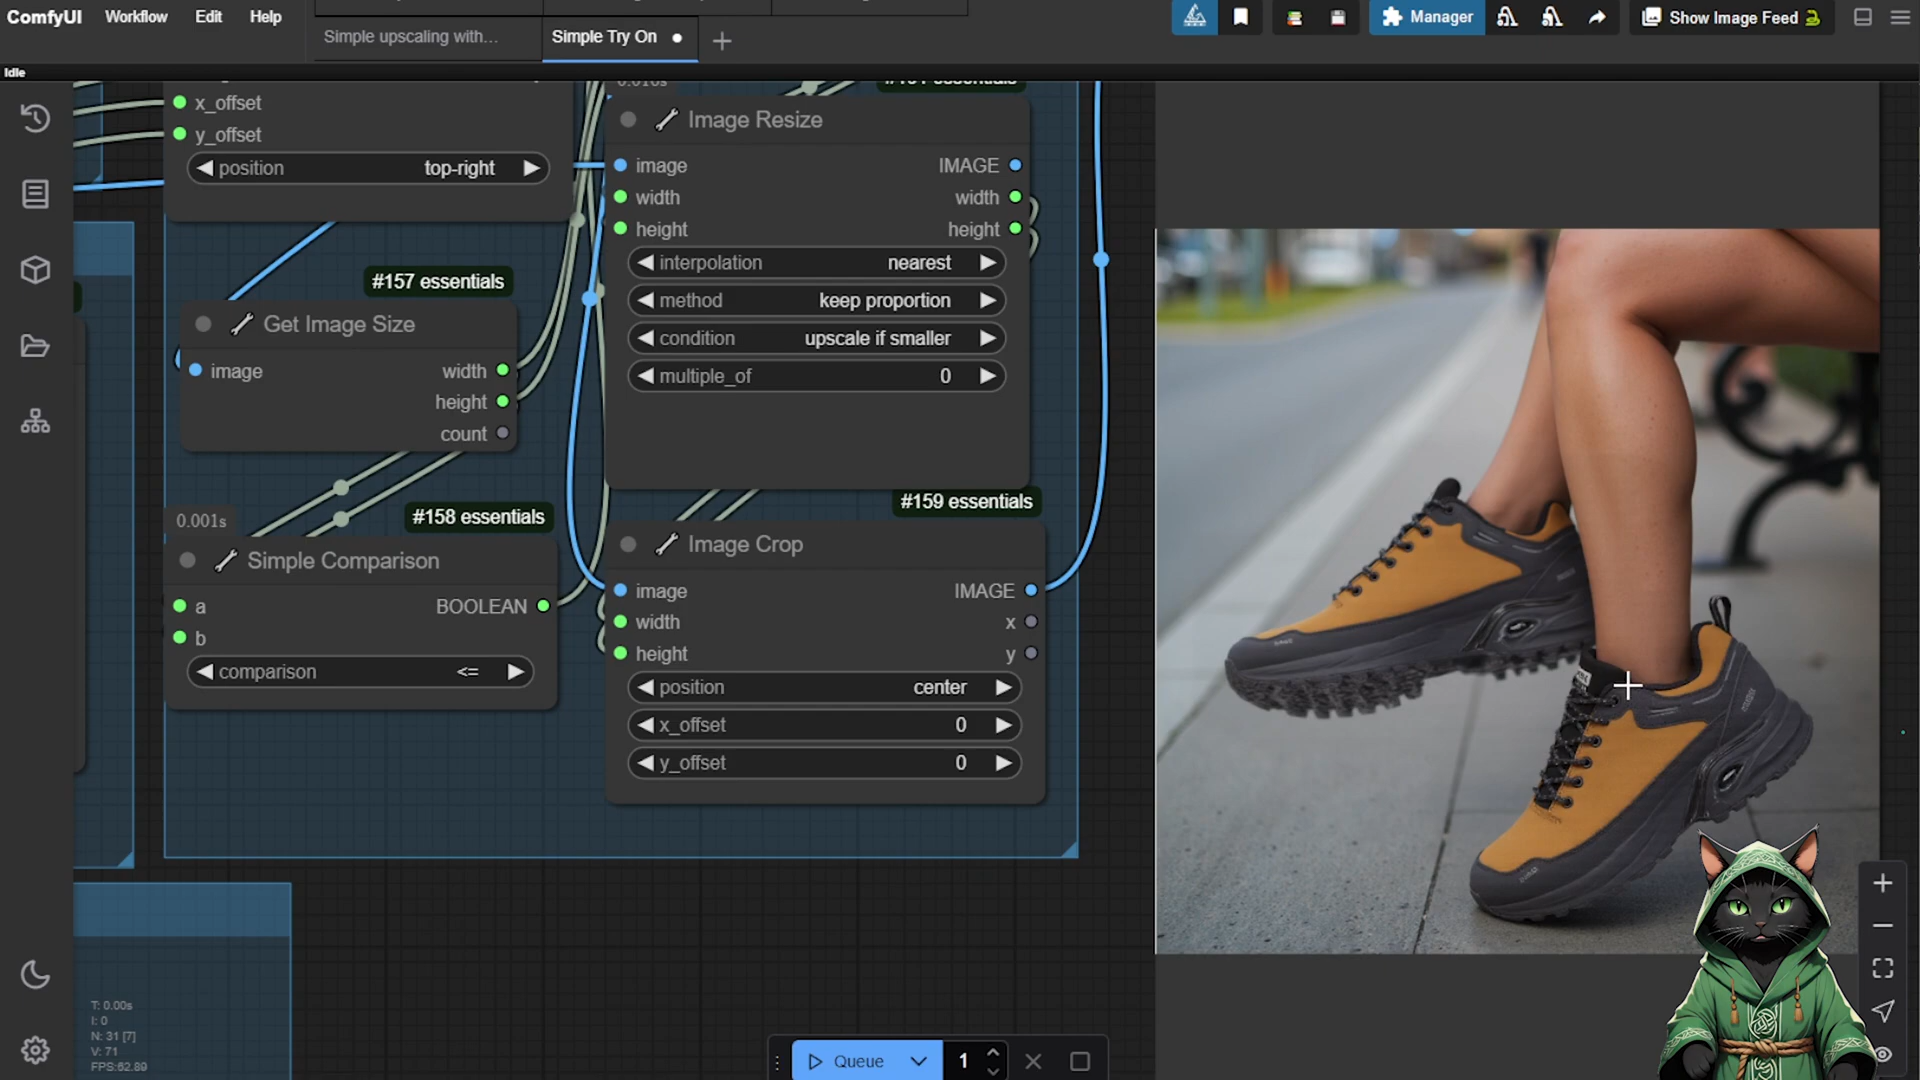 ComfyUI Workflow Edit Help
Simple upscaling with...
Simple Try On
Manager
Show Image Feed
Idle
x_offset
y_offset
position top-right
#157 essentials
Get Image Size
image width
height
count
0.001s
#158 essentials
Simple Comparison
a BOOLEAN
b
comparison <=
Image Resize
image IMAGE
width width
height height
interpolation nearest
method keep proportion
condition upscale if smaller
multiple_of 0
#159 essentials
Image Crop
image IMAGE
width x
height y
position center
x_offset 0
y_offset 0
T: 0.00s
I: 0
N: 31 [7]
V: 71
FPS:62.89
Queue 1